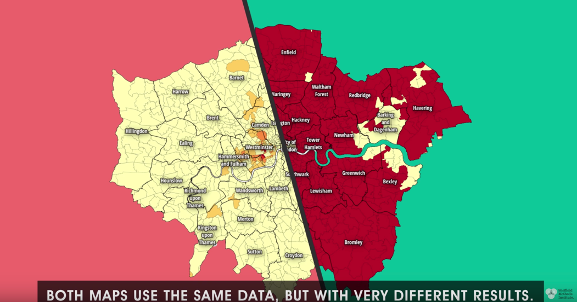 Enfield
Barnet
Harrow
Haringey
Waltham
Forest
Redbridge
Havering
Brent
Camden
Hackney
Barking
and
Dagenham
Hillingdon
Ealing
Westminster
Tower
Hamlets
Newham
Hammersmith
and Fulham
Hounslow
Richmond
upon
Thames
Wandsworth
Lambeth
Southwark
Lewisham
Greenwich
Bexley
Merton
Kingston
upon
Thames
Sutton
Croydon
Bromley
BOTH MAPS USE THE SAME DATA, BUT WITH VERY DIFFERENT RESULTS.